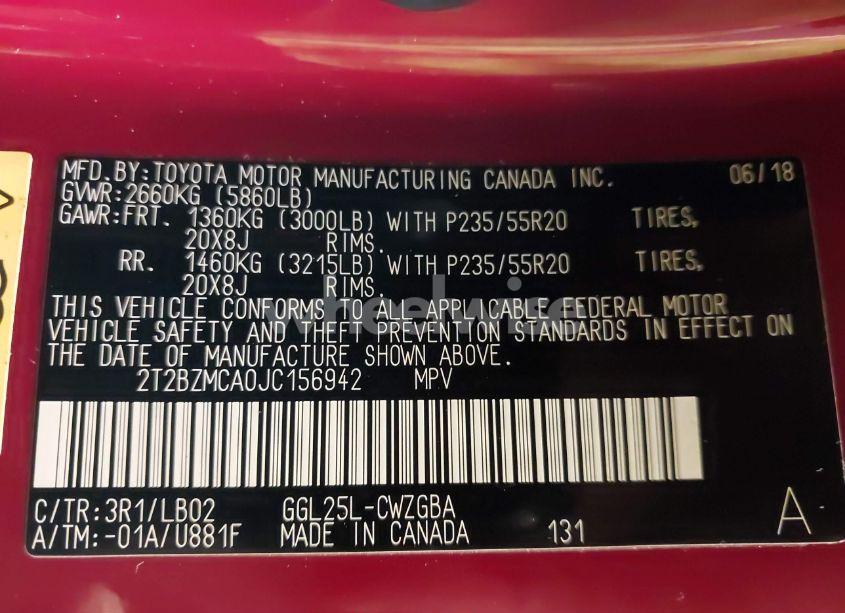 MFD.BY:TOYOTA MOTOR MANUFACTURING CANADA INC. 06/18
GVWR:2660KG (5860LB)
GAWR:FRT. 1360KG (3000LB) WITH P235/55R20 TIRES,
20X8J RIMS.
RR. 1460KG (3215LB) WITH P235/55R20 TIRES,
20X8J RIMS.
THIS VEHICLE CONFORMS TO ALL APPLICABLE FEDERAL MOTOR
VEHICLE SAFETY AND THEFT PREVENTION STANDARDS IN EFFECT ON
THE DATE OF MANUFACTURE SHOWN ABOVE.
wheelwise
2T2BZMCA0JC156942 MPV
C/TR:3R1/LB02 GGL25L-CWZGBA
A/TM:-01A/U881F MADE IN CANADA 131 A